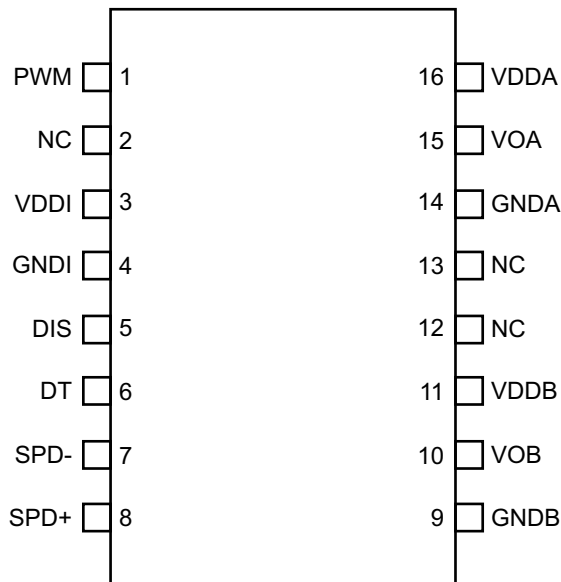 PWM 1 16 VDDA
NC 2 15 VOA
VDDI 3 14 GNDA
GNDI 4 13 NC
DIS 5 12 NC
DT 6 11 VDDB
SPD- 7 10 VOB
SPD+ 8 9 GNDB